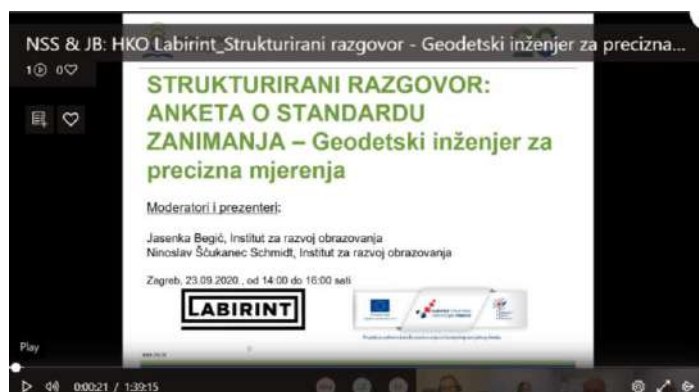 NSS & JB: HKO Labirint_Strukturirani razgovor - Geodetski inženjer za precizna...
1 0
STRUKTURIRANI RAZGOVOR:
ANKETA O STANDARDU
ZANIMANJA – Geodetski inženjer za
precizna mjerenja
Moderatori i prezenteri:
Jasenka Begić, Institut za razvoj obrazovanja
Ninoslav Šćukanec Schmidt, Institut za razvoj obrazovanja
Zagreb, 23.09.2020., od 14:00 do 16:00 sati
LABIRINT
Play
0:00:21 / 1:39:15